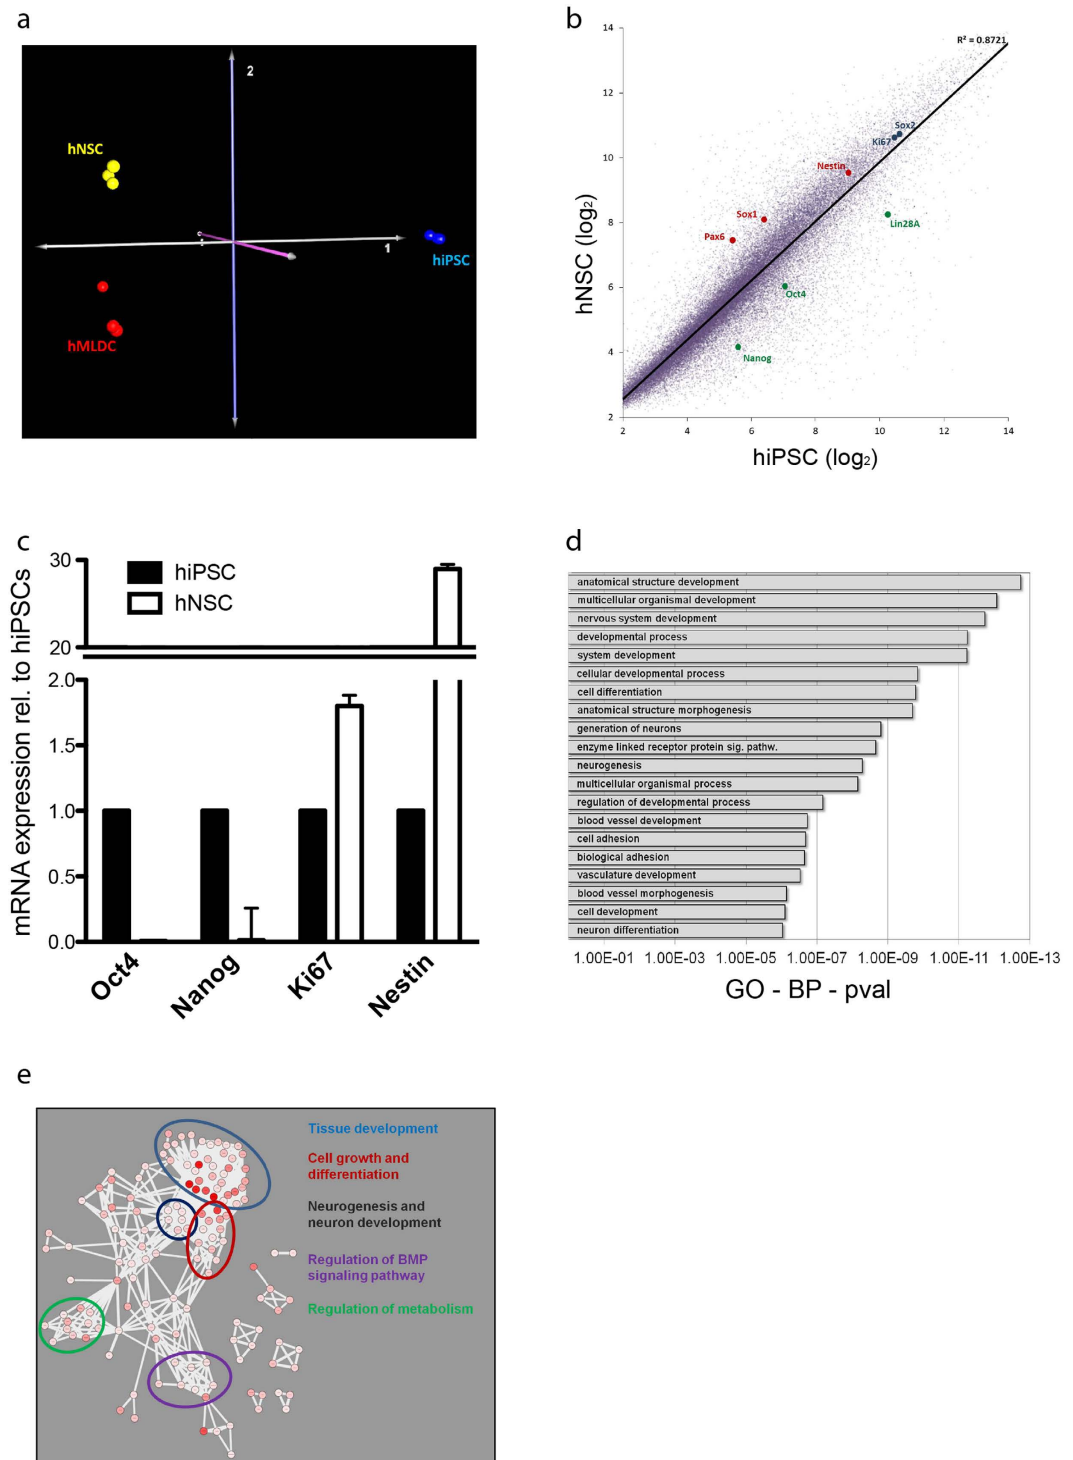 a
2
hNSC
1
hiPSC
hMLDC
b
14
R² = 0.8721
12
Sox2
Ki67
10
Nestin
Sox1
Lin28A
8
Pax6
6
Oct4
4
Nanog
2
2 4 6 8 10 12 14
hNSC (log2)
hiPSC (log2)
c
30
hiPSC
hNSC
20
2.0
1.5
1.0
0.5
0.0
mRNA expression rel. to hiPSCs
Oct4
Nanog
Ki67
Nestin
d
anatomical structure development
multicellular organismal development
nervous system development
developmental process
system development
cellular developmental process
cell differentiation
anatomical structure morphogenesis
generation of neurons
enzyme linked receptor protein sig. pathw.
neurogenesis
multicellular organismal process
regulation of developmental process
blood vessel development
cell adhesion
biological adhesion
vasculature development
blood vessel morphogenesis
cell development
neuron differentiation
1.00E-01 1.00E-03 1.00E-05 1.00E-07 1.00E-09 1.00E-11 1.00E-13
GO - BP - pval
e
Tissue development
Cell growth and
differentiation
Neurogenesis and
neuron development
Regulation of BMP
signaling pathway
Regulation of metabolism